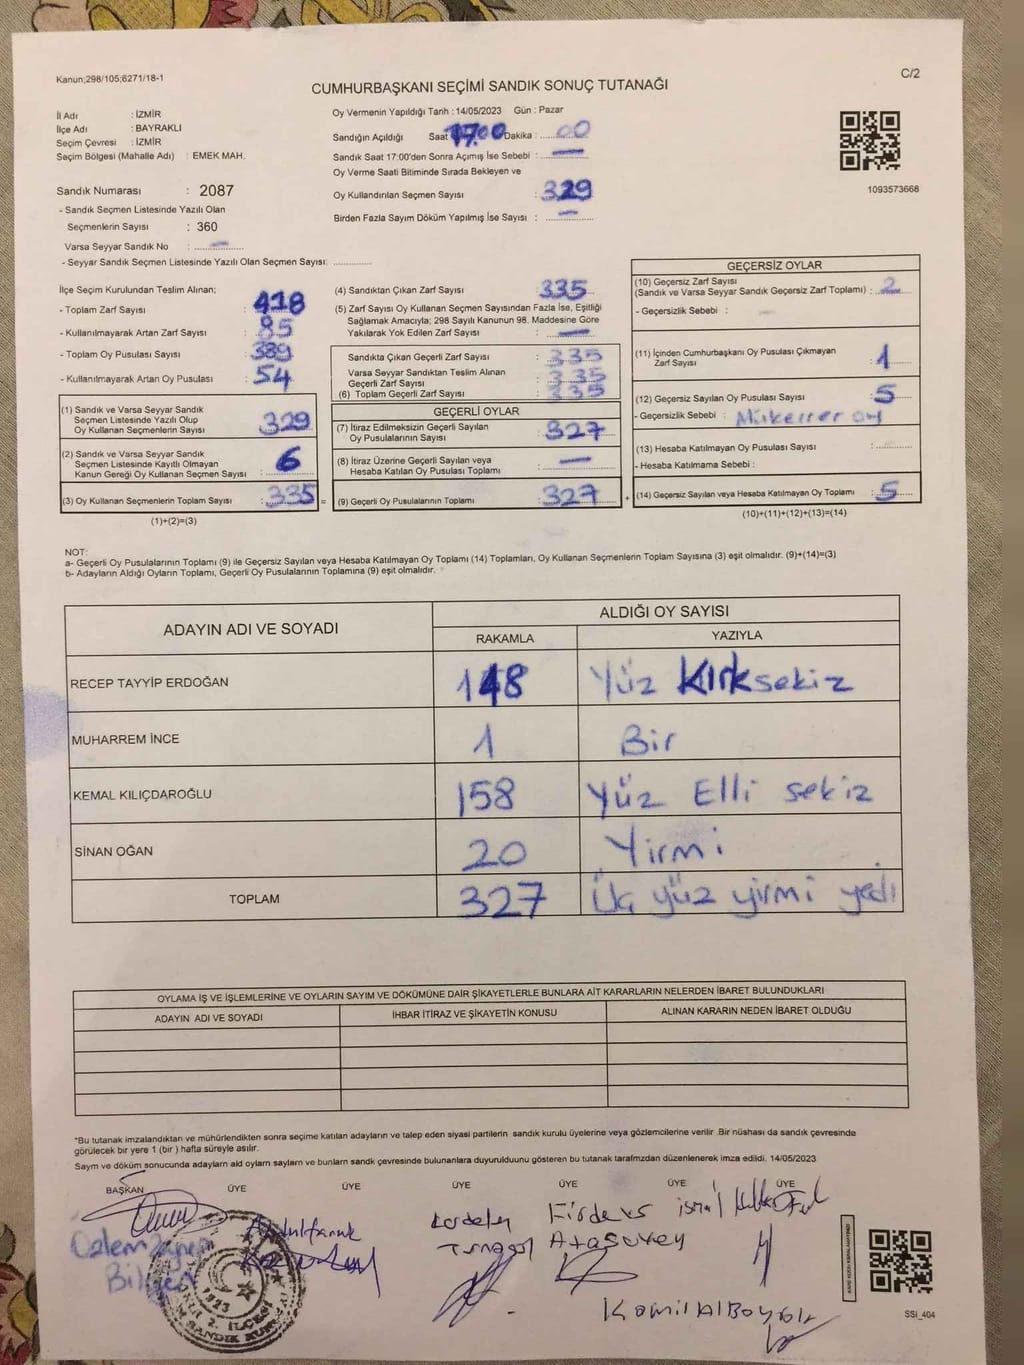 Kanun;298/105;6271/18-1
C/2
CUMHURBAŞKANI SEÇİMİ SANDIK SONUÇ TUTANAĞI
İl Adı : İZMİR
İlçe Adı : BAYRAKLI
Seçim Çevresi : İZMİR
Seçim Bölgesi (Mahalle Adı) : EMEK MAH.
Sandık Numarası : 2087
- Sandık Seçmen Listesinde Yazılı Olan
Seçmenlerin Sayısı : 360
Varsa Seyyar Sandık No : —
- Seyyar Sandık Seçmen Listesinde Yazılı Olan Seçmen Sayısı: ............
Oy Vermenin Yapıldığı Tarih : 14/05/2023 Gün : Pazar
Sandığın Açıldığı Saat 17.00 Dakika : 00
Sandık Saat 17:00'den Sonra Açımış İse Sebebi : —
Oy Verme Saati Bitiminde Sırada Bekleyen ve
Oy Kullandırılan Seçmen Sayısı : 329
Birden Fazla Sayım Döküm Yapılmış İse Sayısı : —
1093573668
İlçe Seçim Kurulundan Teslim Alınan;
- Toplam Zarf Sayısı : 418
- Kullanılmayarak Artan Zarf Sayısı : 85
- Toplam Oy Pusulası Sayısı : 389
- Kullanılmayarak Artan Oy Pusulası : 54
(1) Sandık ve Varsa Seyyar Sandık
Seçmen Listesinde Yazılı Olup
Oy Kullanan Seçmenlerin Sayısı : 329
(2) Sandık ve Varsa Seyyar Sandık
Seçmen Listesinde Kayıtlı Olmayan
Kanun Gereği Oy Kullanan Seçmen Sayısı : 6
(3) Oy Kullanan Seçmenlerin Toplam Sayısı : 335 =
(1)+(2)=(3)
(4) Sandıktan Çıkan Zarf Sayısı : 335
(5) Zarf Sayısı Oy Kullanan Seçmen Sayısından Fazla İse, Eşitliği
Sağlamak Amacıyla; 298 Sayılı Kanunun 98. Maddesine Göre
Yakılarak Yok Edilen Zarf Sayısı : —
Sandıkta Çıkan Geçerli Zarf Sayısı : 335
Varsa Seyyar Sandıktan Teslim Alınan
Geçerli Zarf Sayısı : 335
(6) Toplam Geçerli Zarf Sayısı : 335
GEÇERLİ OYLAR
(7) İtiraz Edilmeksizin Geçerli Sayılan
Oy Pusulalarının Sayısı : 327
(8) İtiraz Üzerine Geçerli Sayılan veya
Hesaba Katılan Oy Pusulası Toplamı : —
(9) Geçerli Oy Pusulalarının Toplamı : 327 +
GEÇERSİZ OYLAR
(10) Geçersiz Zarf Sayısı
(Sandık ve Varsa Seyyar Sandık Geçersiz Zarf Toplamı) : 2
- Geçersizlik Sebebi : —
(11) İçinden Cumhurbaşkanı Oy Pusulası Çıkmayan
Zarf Sayısı : 1
(12) Geçersiz Sayılan Oy Pusulası Sayısı : 5
- Geçersizlik Sebebi : Mükerrer oy
(13) Hesaba Katılmayan Oy Pusulası Sayısı : ........
- Hesaba Katılmama Sebebi :
(14) Geçersiz Sayılan veya Hesaba Katılmayan Oy Toplamı : 5
(10)+(11)+(12)+(13)=(14)
NOT:
a- Geçerli Oy Pusulalarının Toplamı (9) ile Geçersiz Sayılan veya Hesaba Katılmayan Oy Toplamı (14) Toplamları, Oy Kullanan Seçmenlerin Toplam Sayısına (3) eşit olmalıdır. (9)+(14)=(3)
b- Adayların Aldığı Oyların Toplamı, Geçerli Oy Pusulalarının Toplamına (9) eşit olmalıdır.
ADAYIN ADI VE SOYADI ALDIĞI OY SAYISI
RAKAMLA YAZIYLA
RECEP TAYYİP ERDOĞAN 148 Yüz Kırksekiz
MUHARREM İNCE 1 Bir
KEMAL KILIÇDAROĞLU 158 Yüz Elli sekiz
SİNAN OĞAN 20 Yirmi
TOPLAM 327 Üç yüz yirmi yedi
OYLAMA İŞ VE İŞLEMLERİNE VE OYLARIN SAYIM VE DÖKÜMÜNE DAİR ŞİKAYETLERLE BUNLARA AİT KARARLARIN NELERDEN İBARET BULUNDUKLARI
ADAYIN ADI VE SOYADI İHBAR İTİRAZ VE ŞİKAYETİN KONUSU ALINAN KARARIN NEDEN İBARET OLDUĞU
*Bu tutanak imzalandıktan ve mühürlendikten sonra seçime katılan adayların ve talep eden siyasi partilerin sandık kurulu üyelerine veya gözlemcilerine verilir .Bir nüshası da sandık çevresinde
görülecek bir yere 1 (bir ) hafta süreyle asılır.
Sayım ve döküm sonucunda adayların ald oyların sayların ve bunların sandk çevresinde bulunanlara duyurulduunu gösteren bu tutanak tarafmzdan düzenlenerek imza edildi. 14/05/2023
BAŞKAN ÜYE ÜYE ÜYE ÜYE ÜYE ÜYE
Özlem Zeynep
Firdevs
Atasevey
ismail
Kamil Alboyok
1923
2. İLÇESİ
SANDIK KURULU
SSİ_404